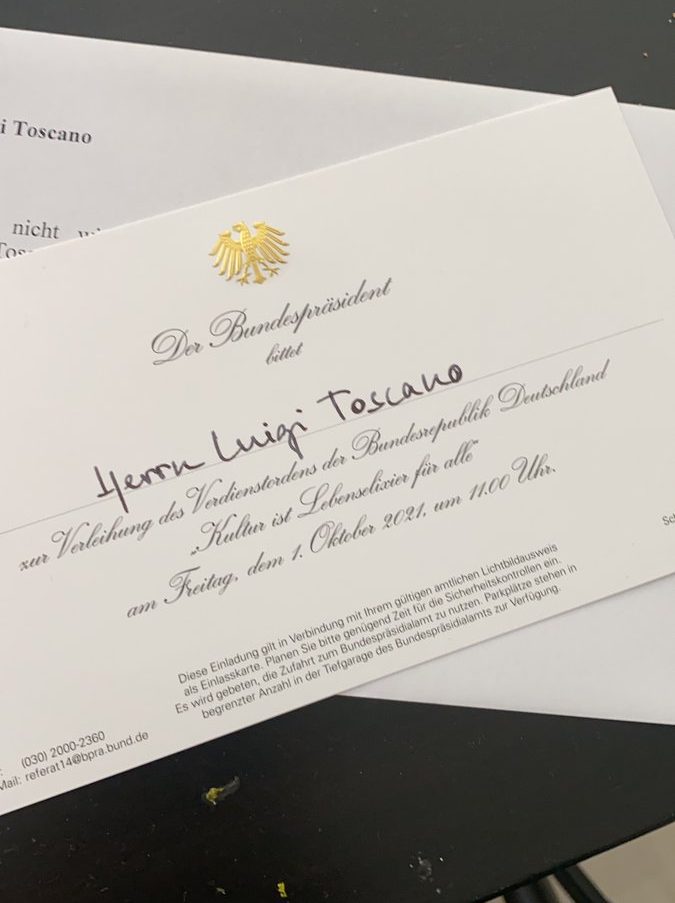 i Toscano
nicht
Der Bundespräsident
bittet
Herrn Luigi Toscano
zur Verleihung des Verdienstordens der Bundesrepublik Deutschland
„Kultur ist Lebenselixier für alle“
am Freitag, dem 1. Oktober 2021, um 11.00 Uhr.
Sc
Diese Einladung gilt in Verbindung mit Ihrem gültigen amtlichen Lichtbildausweis
als Einlasskarte. Planen Sie bitte genügend Zeit für die Sicherheitskontrollen ein.
Es wird gebeten, die Zufahrt zum Bundespräsidialamt zu nutzen. Parkplätze stehen in
begrenzter Anzahl in der Tiefgarage des Bundespräsidialamts zur Verfügung.
: (030) 2000-2360
Mail: referat14@bpra.bund.de